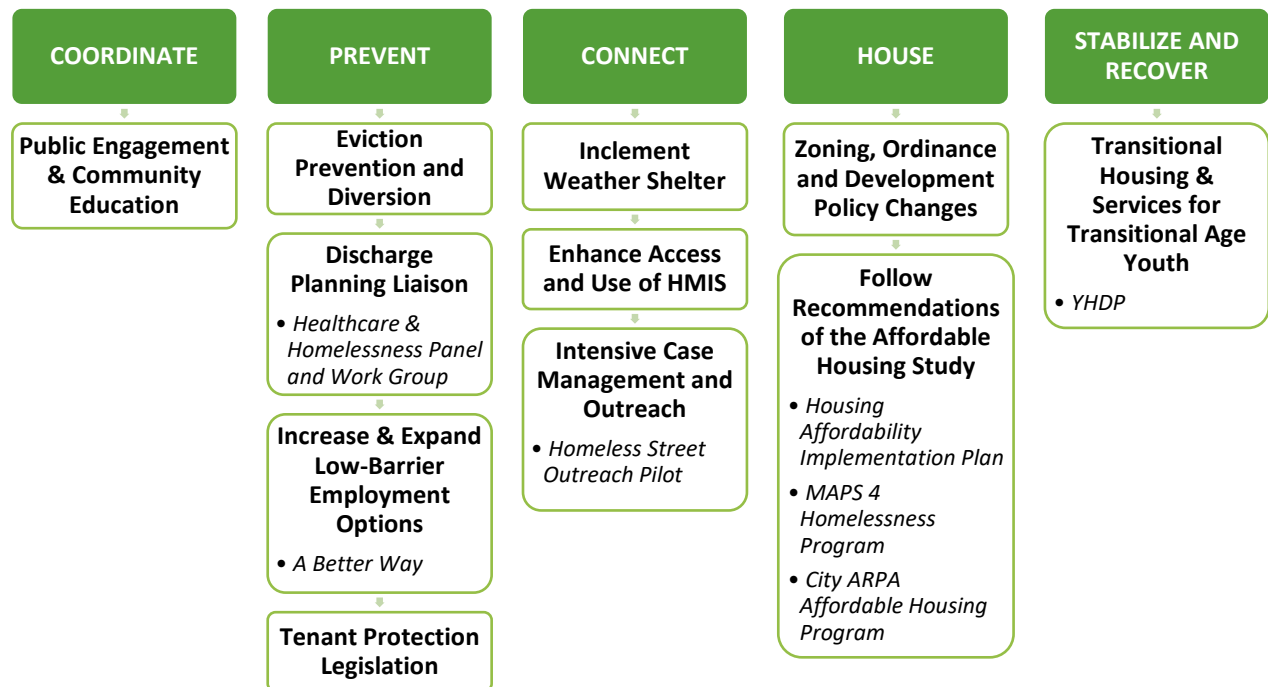 COORDINATE
Public Engagement
& Community
Education
PREVENT
Eviction
Prevention and
Diversion
Discharge
Planning Liaison
• Healthcare &
Homelessness Panel
and Work Group
Increase & Expand
Low-Barrier
Employment
Options
• A Better Way
Tenant Protection
Legislation
CONNECT
Inclement
Weather Shelter
Enhance Access
and Use of HMIS
Intensive Case
Management and
Outreach
• Homeless Street
Outreach Pilot
HOUSE
Zoning, Ordinance
and Development
Policy Changes
Follow
Recommendations
of the Affordable
Housing Study
• Housing
Affordability
Implementation Plan
• MAPS 4
Homelessness
Program
• City ARPA
Affordable Housing
Program
STABILIZE AND
RECOVER
Transitional
Housing &
Services for
Transitional Age
Youth
• YHDP